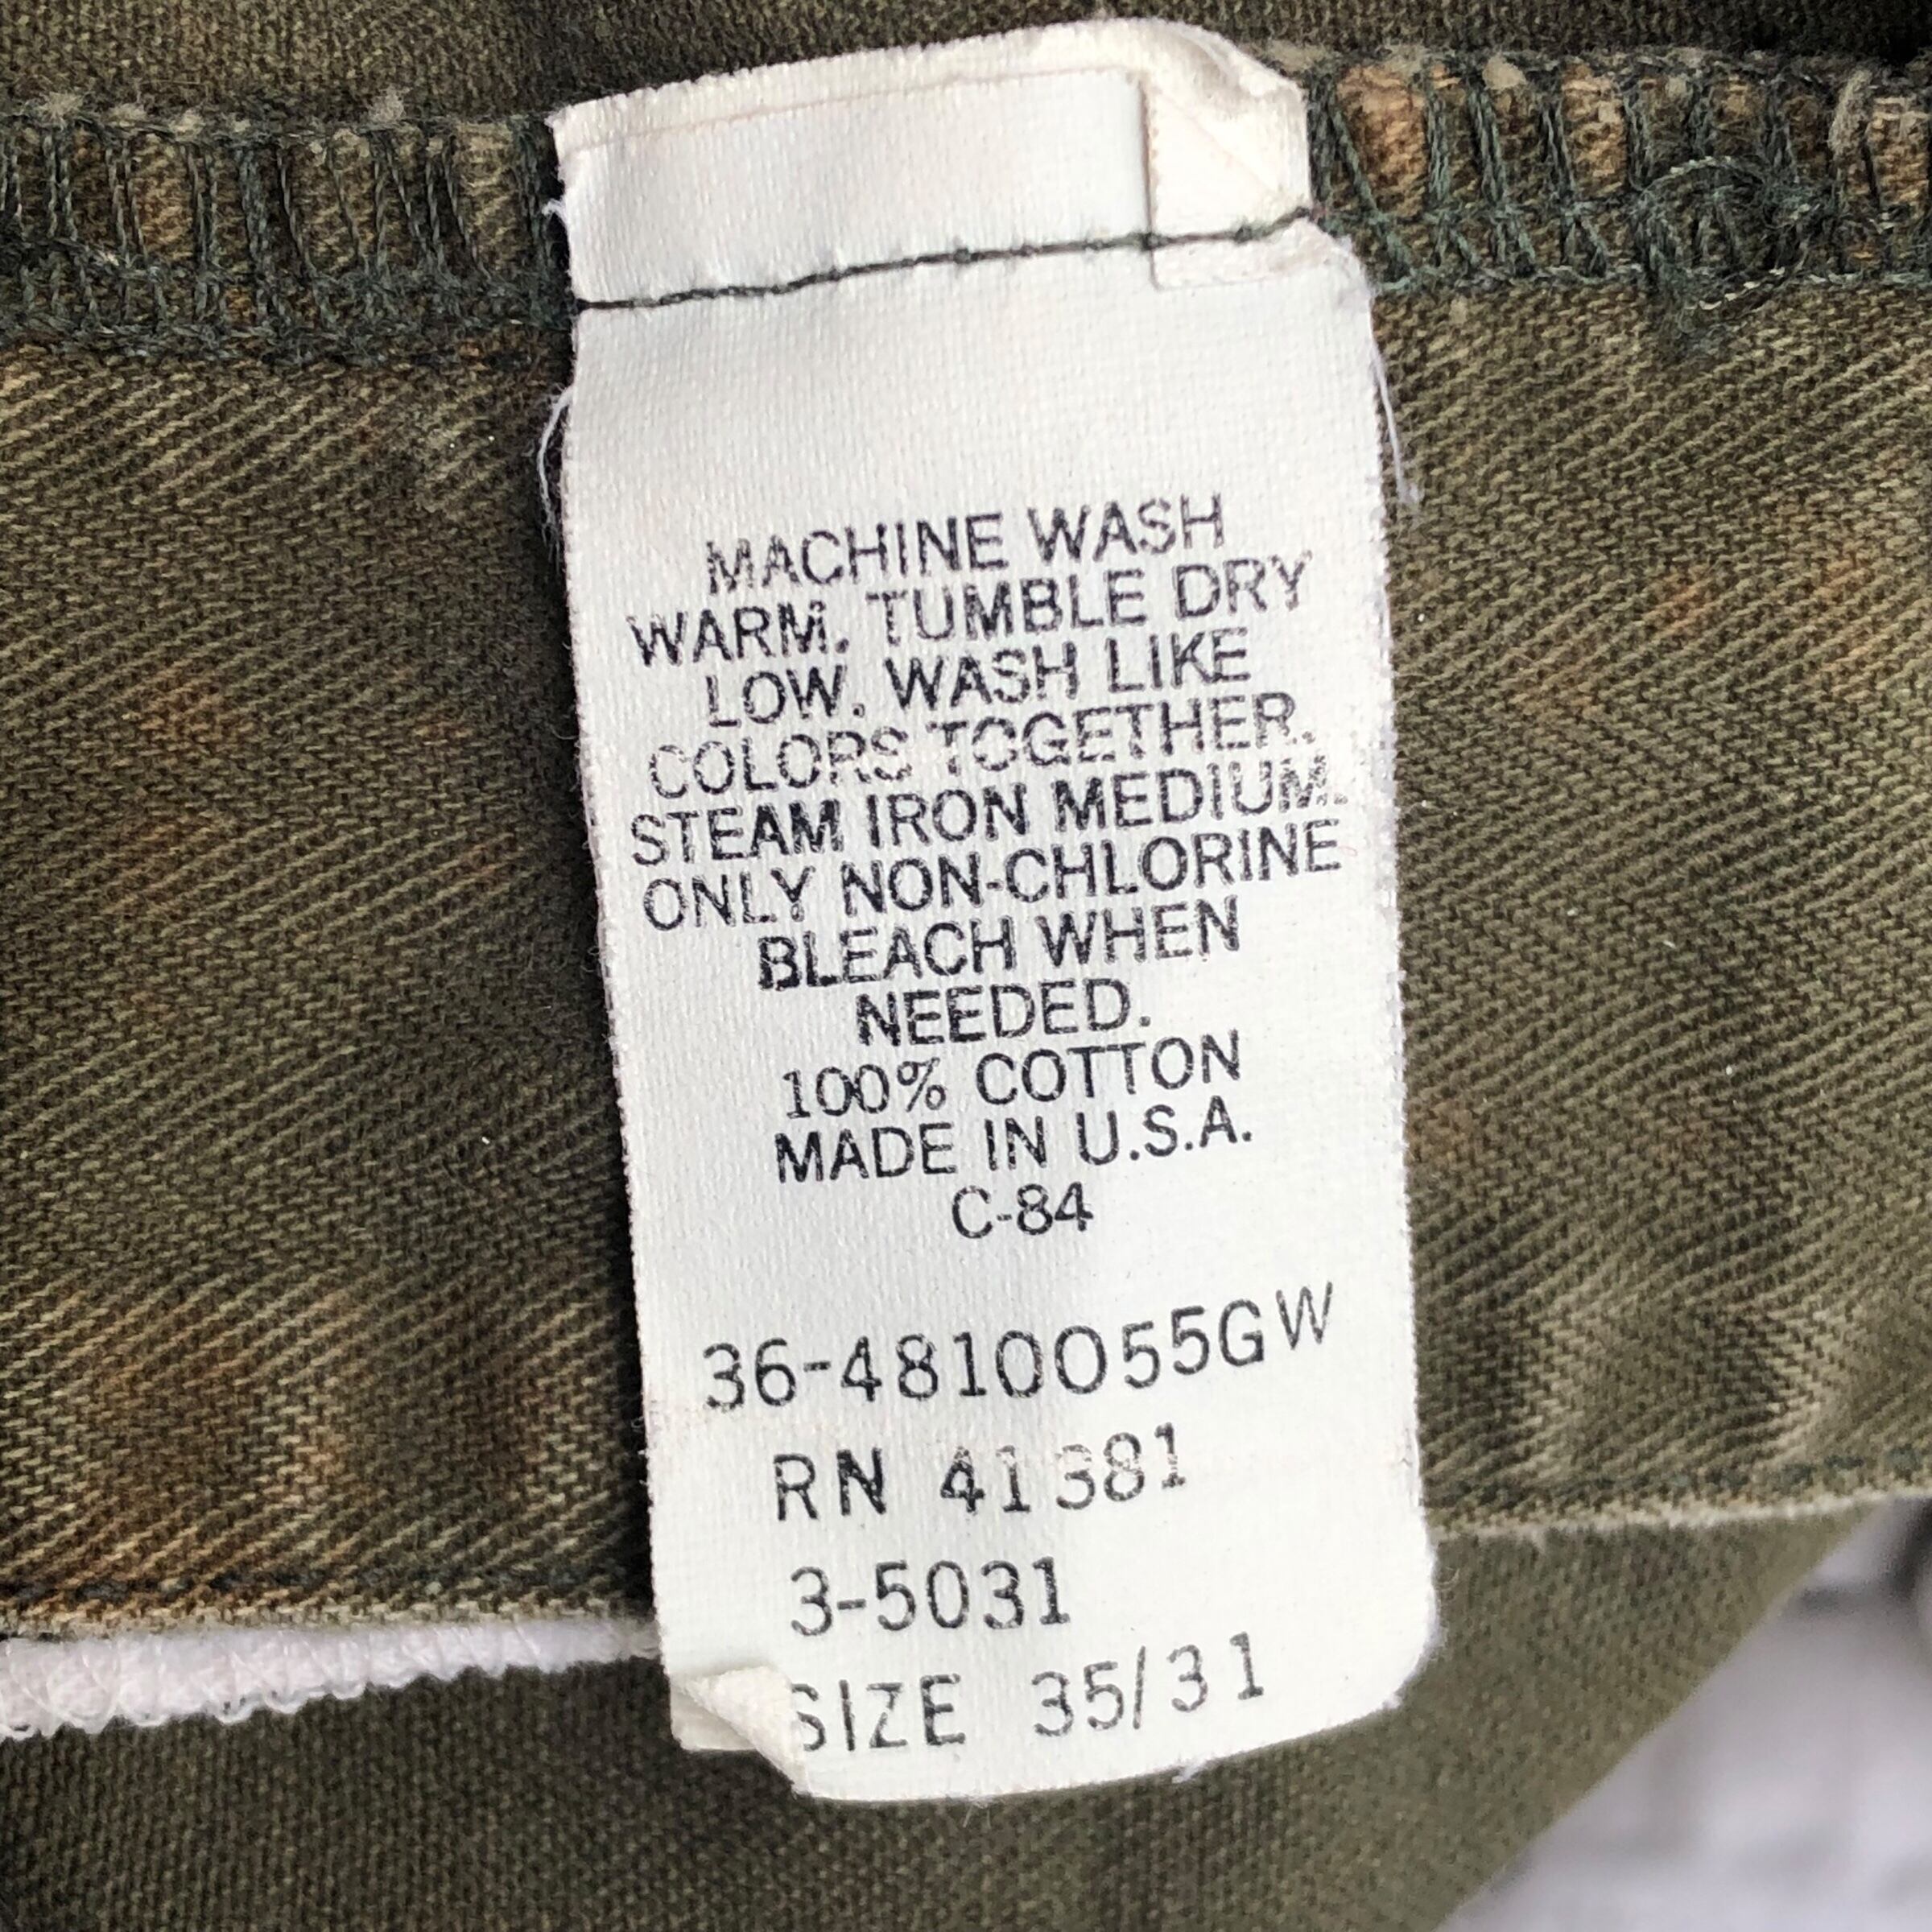 MACHINE WASH
WARM. TUMBLE DRY
LOW. WASH LIKE
COLORS TOGETHER.
STEAM IRON MEDIUM.
ONLY NON-CHLORINE
BLEACH WHEN
NEEDED.
100% COTTON
MADE IN U.S.A.
C-84
36-4810055GW
RN 41381
3-5031
SIZE 35/31